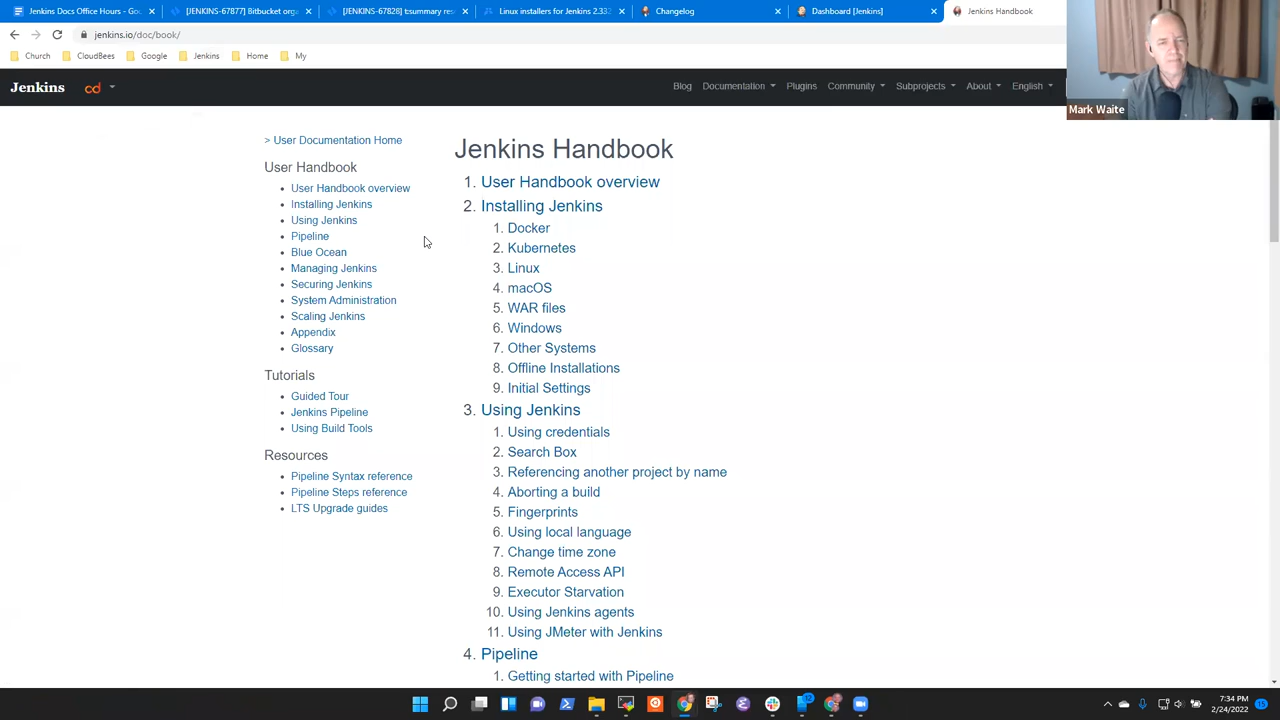 Jenkins Docs Office Hours - Goo
[JENKINS-67877] Bitbucket orga
[JENKINS-67828] t:summary res
Linux installers for Jenkins 2.332
Changelog
Dashboard [Jenkins]
Jenkins Handbook
jenkins.io/doc/book/
Church
CloudBees
Google
Jenkins
Home
My
Mark Waite
Jenkins
cd
Blog
Documentation
Plugins
Community
Subprojects
About
English
> User Documentation Home
User Handbook
User Handbook overview
Installing Jenkins
Using Jenkins
Pipeline
Blue Ocean
Managing Jenkins
Securing Jenkins
System Administration
Scaling Jenkins
Appendix
Glossary
Tutorials
Guided Tour
Jenkins Pipeline
Using Build Tools
Resources
Pipeline Syntax reference
Pipeline Steps reference
LTS Upgrade guides
Jenkins Handbook
1. User Handbook overview
2. Installing Jenkins
1. Docker
2. Kubernetes
3. Linux
4. macOS
5. WAR files
6. Windows
7. Other Systems
8. Offline Installations
9. Initial Settings
3. Using Jenkins
1. Using credentials
2. Search Box
3. Referencing another project by name
4. Aborting a build
5. Fingerprints
6. Using local language
7. Change time zone
8. Remote Access API
9. Executor Starvation
10. Using Jenkins agents
11. Using JMeter with Jenkins
4. Pipeline
1. Getting started with Pipeline
7:34 PM
2/24/2022